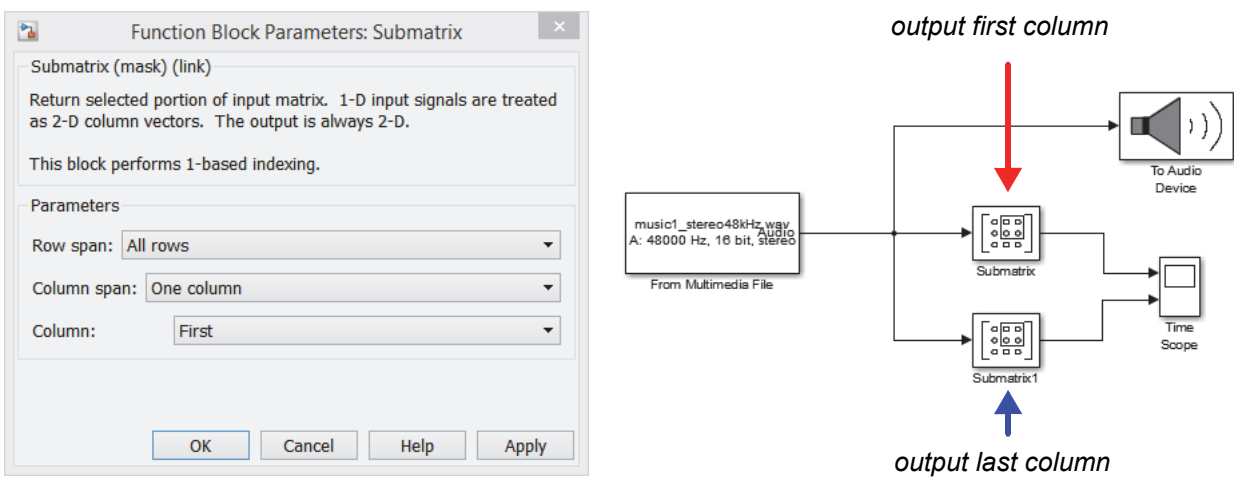 Function Block Parameters: Submatrix
Submatrix (mask) (link)
Return selected portion of input matrix.  1-D input signals are treated
as 2-D column vectors.  The output is always 2-D.
This block performs 1-based indexing.
Parameters
Row span: All rows
Column span: One column
Column: First
OK Cancel Help Apply
output first column
To Audio
Device
music1_stereo48kHz.wav
A: 48000 Hz, 16 bit, stereo
Audio
From Multimedia File
Submatrix
Time
Scope
Submatrix1
output last column